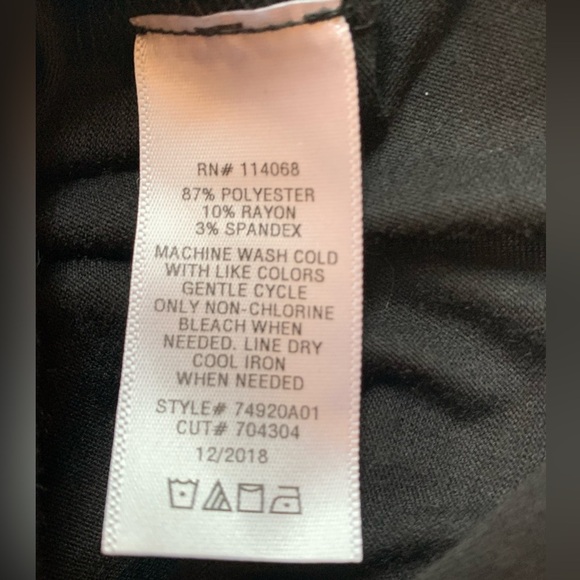 RN# 114068
87% POLYESTER
10% RAYON
3% SPANDEX
MACHINE WASH COLD
WITH LIKE COLORS
GENTLE CYCLE
ONLY NON-CHLORINE
BLEACH WHEN
NEEDED. LINE DRY
COOL IRON
WHEN NEEDED
STYLE# 74920A01
CUT# 704304
12/2018